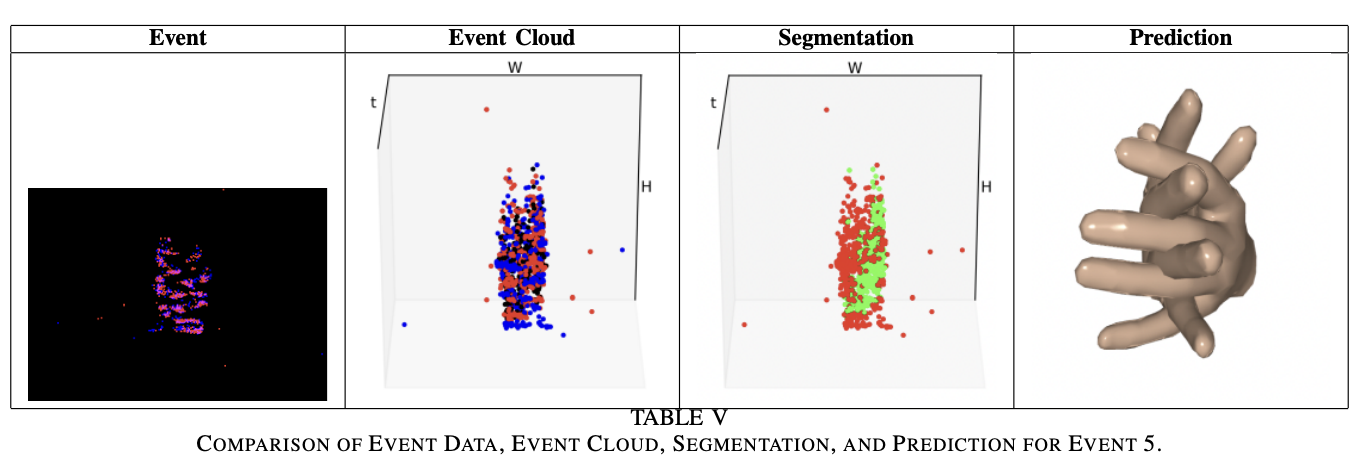 Event Event Cloud Segmentation Prediction
W W
t t
H H
TABLE V
COMPARISON OF EVENT DATA, EVENT CLOUD, SEGMENTATION, AND PREDICTION FOR EVENT 5.